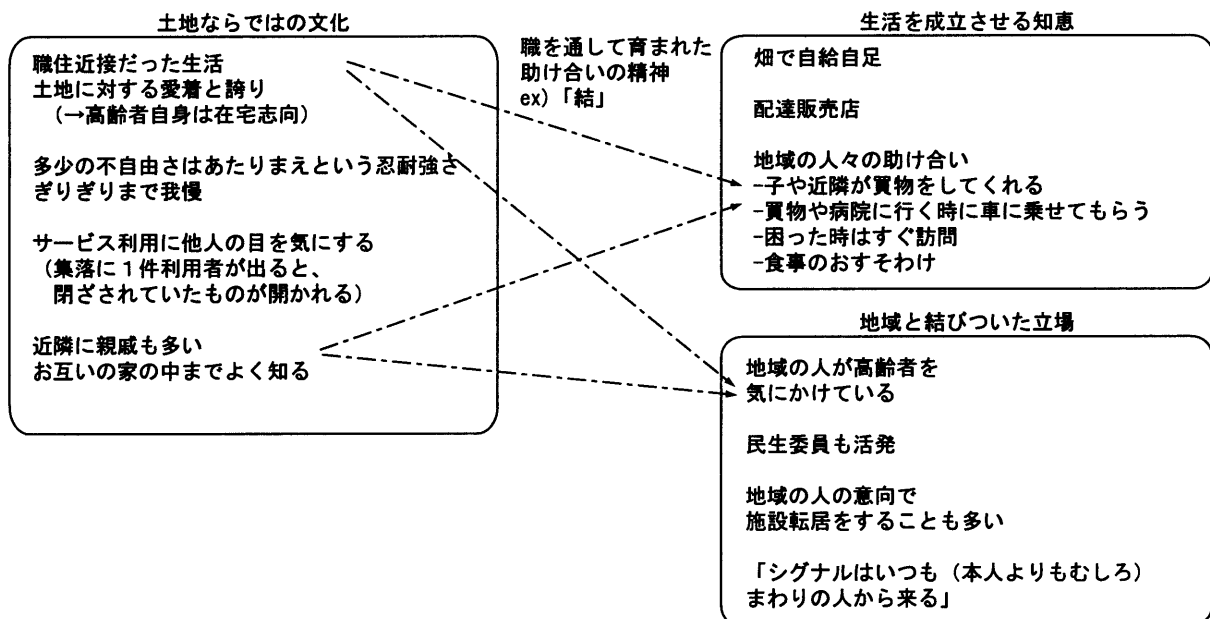 土地ならではの文化
職住近接だった生活
土地に対する愛着と誇り
（→高齢者自身は在宅志向）
多少の不自由さはあたりまえという忍耐強さ
ぎりぎりまで我慢
サービス利用に他人の目を気にする
（集落に１件利用者が出ると、
閉ざされていたものが開かれる）
近隣に親戚も多い
お互いの家の中までよく知る
職を通して育まれた
助け合いの精神
ex)「結」
生活を成立させる知恵
畑で自給自足
配達販売店
地域の人々の助け合い
-子や近隣が買物をしてくれる
-買物や病院に行く時に車に乗せてもらう
-困った時はすぐ訪問
-食事のおすそわけ
地域と結びついた立場
地域の人が高齢者を
気にかけている
民生委員も活発
地域の人の意向で
施設転居をすることも多い
「シグナルはいつも（本人よりもむしろ）
まわりの人から来る」